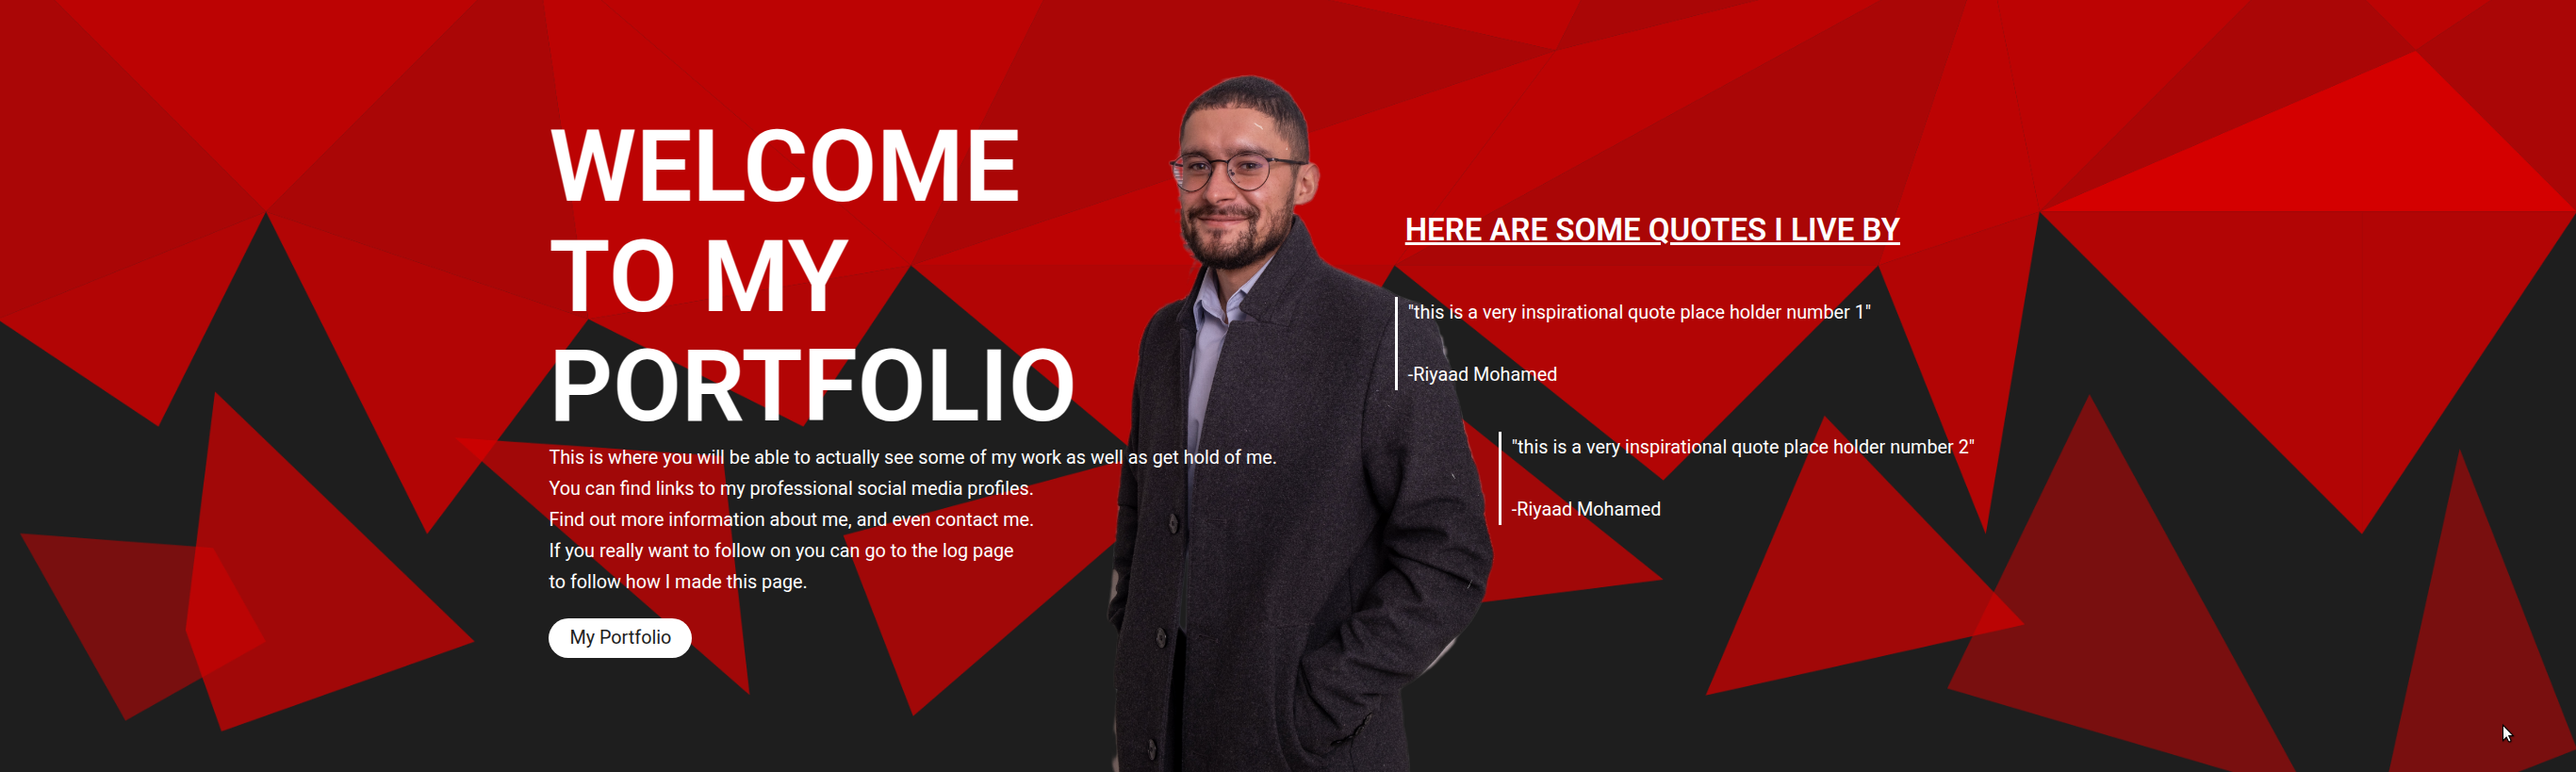 WELCOME
TO MY
PORTFOLIO
This is where you will be able to actually see some of my work as well as get hold of me.
You can find links to my professional social media profiles.
Find out more information about me, and even contact me.
If you really want to follow on you can go to the log page
to follow how I made this page.
My Portfolio
HERE ARE SOME QUOTES I LIVE BY
"this is a very inspirational quote place holder number 1"
-Riyaad Mohamed
"this is a very inspirational quote place holder number 2"
-Riyaad Mohamed